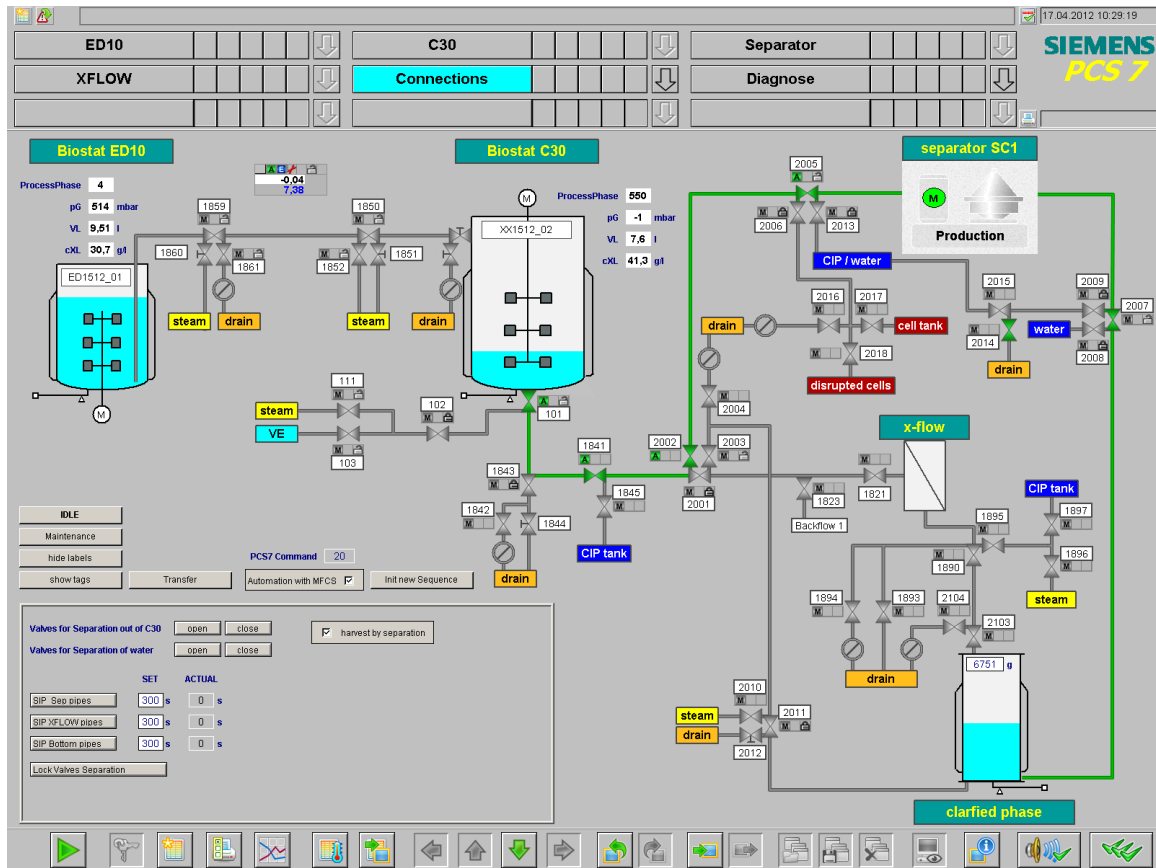 17.04.2012 10:29:19
ED10 C30 Separator
SIEMENS
PCS 7
XFLOW Connections Diagnose
Biostat ED10
Biostat C30
separator SC1
ProcessPhase 4
pG 514 mbar
VL 9,51 l
cXL 30,7 g/l
A E
-0,04
7,38
ProcessPhase 550
pG -1 mbar
VL 7,6 l
cXL 41,3 g/l
M
Production
2005
A
1859
M
1850
M
M 2006
M 2013
1860
M 1861
M 1852
1851
M
XX1512_02
CIP / water
ED1512_01
steam
drain
steam
drain
2015
M
2009
M
2007
M
2016
M
2017
M
drain
cell tank
M 2014
water
M 2008
M 2018
drain
disrupted cells
111
M
steam
102
M
A
101
VE
M
103
M
M
2004
x-flow
1841
A
2002
A
2003
M
1843
M
1845
M
M
2001
M
1821
M
1823
Backflow 1
CIP tank
1842
M
1844
1895
M
1897
M
CIP tank
drain
M
1890
1896
M
steam
IDLE
Maintenance
hide labels
show tags
Transfer
PCS7 Command 20
Automation with MFCS
Init new Sequence
1894
M
1893
M
2104
M
2103
M
drain
6751 g
Valves for Separation out of C30 open close
harvest by separation
Valves for Separation of water open close
SET ACTUAL
SIP Sep pipes 300 s 0 s
SIP XFLOW pipes 300 s 0 s
SIP Bottom pipes 300 s 0 s
Lock Valves Separation
2010
M
steam
2011
M
drain
2012
clarfied phase